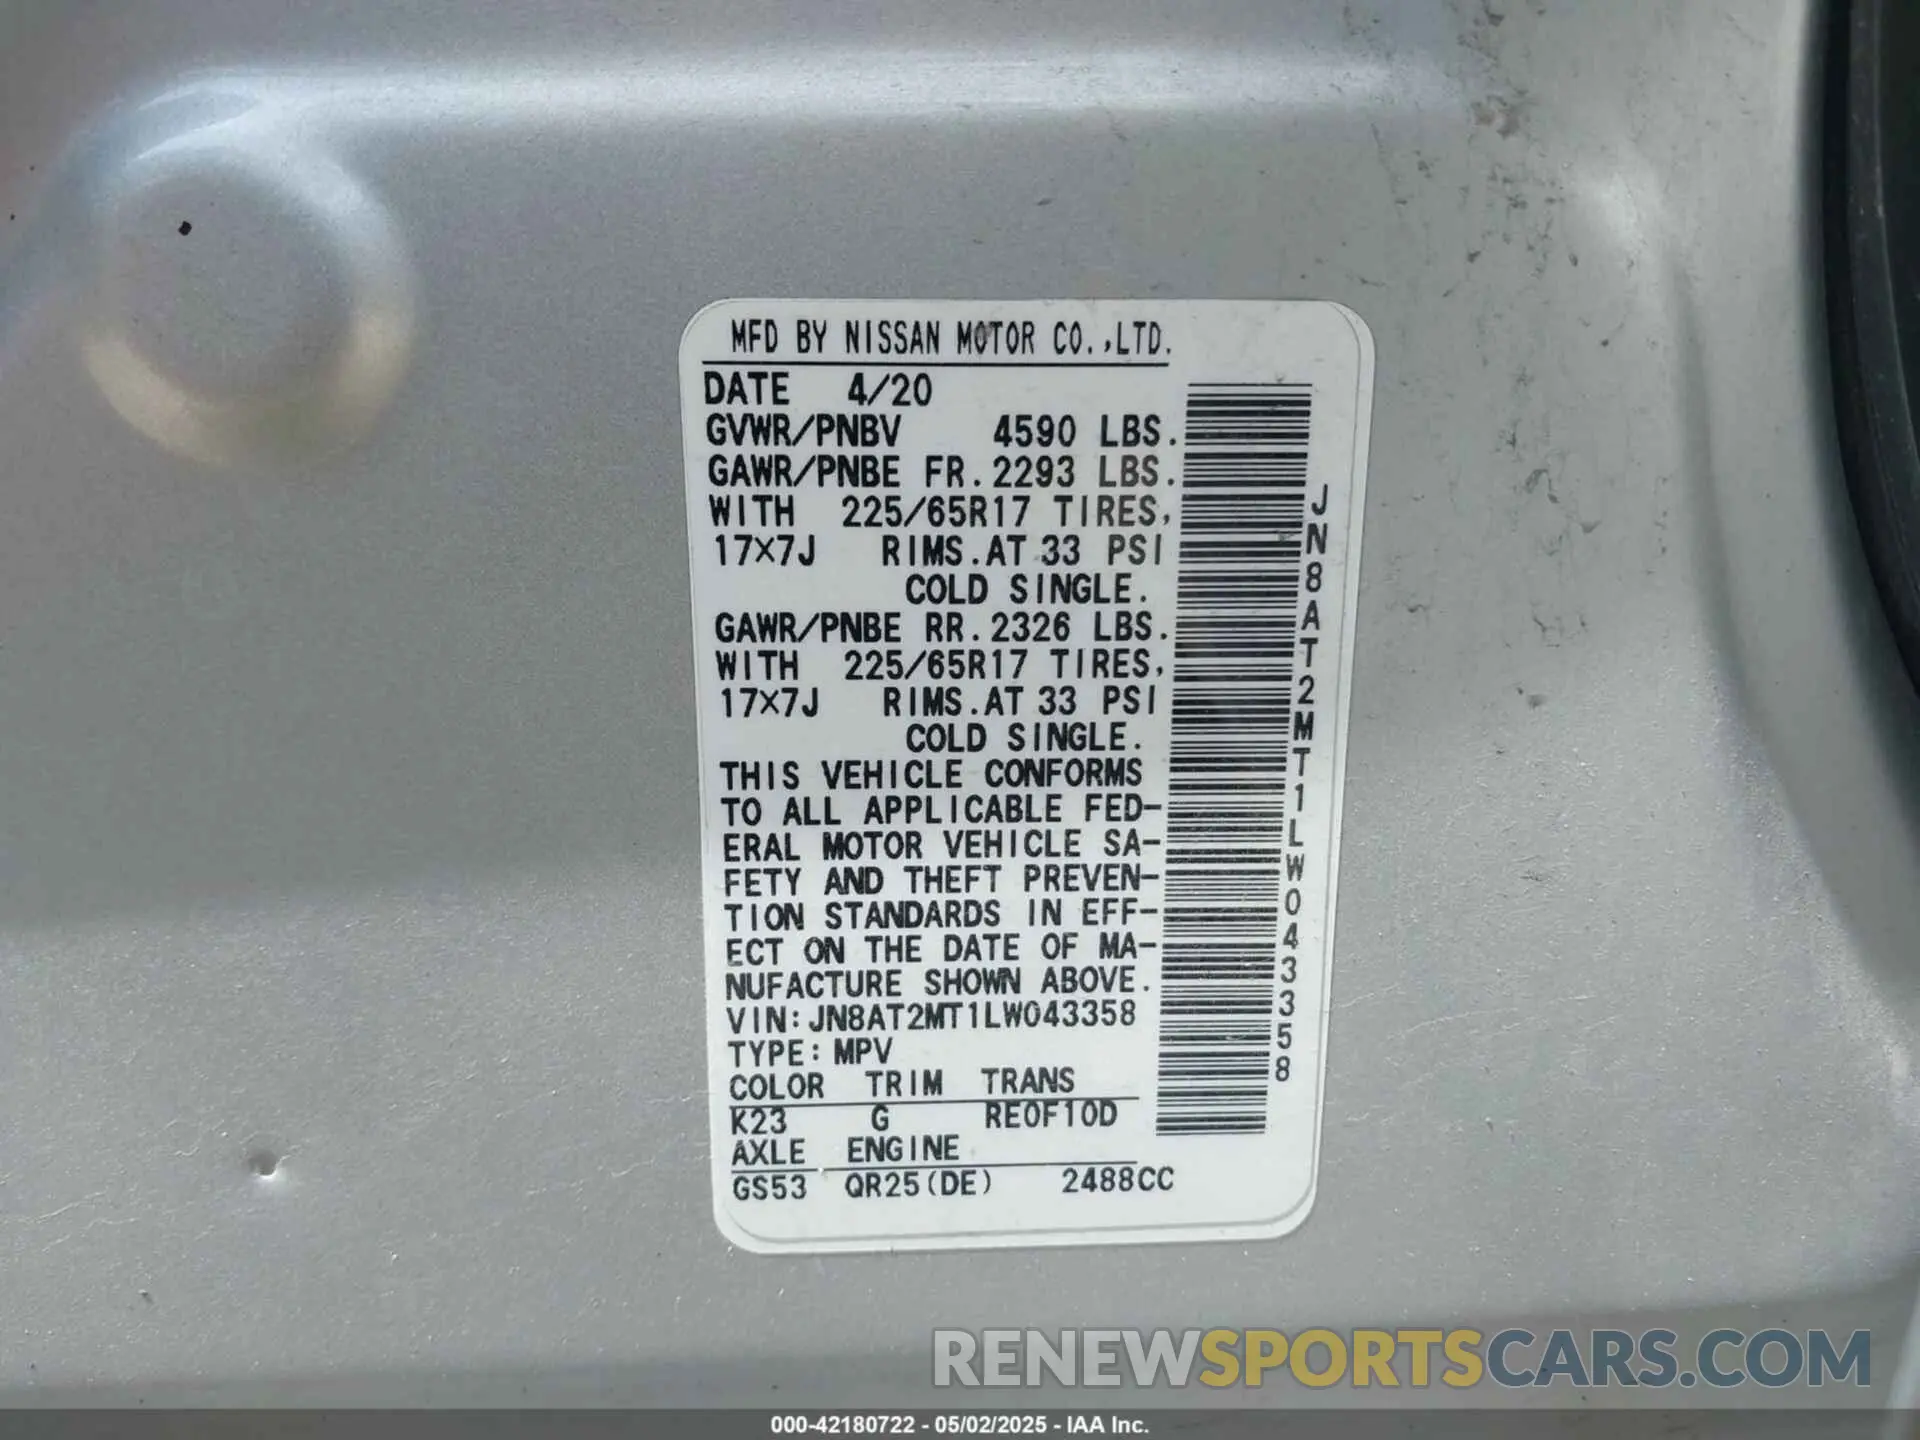 MFD BY NISSAN MOTOR CO.,LTD.
DATE 4/20
GVWR/PNBV 4590 LBS.
GAWR/PNBE FR.2293 LBS.
WITH 225/65R17 TIRES,
17X7J RIMS.AT 33 PSI
COLD SINGLE.
GAWR/PNBE RR.2326 LBS.
WITH 225/65R17 TIRES,
17X7J RIMS.AT 33 PSI
COLD SINGLE.
THIS VEHICLE CONFORMS
TO ALL APPLICABLE FED-
ERAL MOTOR VEHICLE SA-
FETY AND THEFT PREVEN-
TION STANDARDS IN EFF-
ECT ON THE DATE OF MA-
NUFACTURE SHOWN ABOVE.
VIN:JN8AT2MT1LW043358
TYPE:MPV
COLOR TRIM TRANS
K23 G RE0F10D
AXLE ENGINE
GS53 QR25(DE) 2488CC
JN8AT2MT1LW043358
RENEWSPORTSCARS.COM
000-42180722 - 05/02/2025 - IAA Inc.